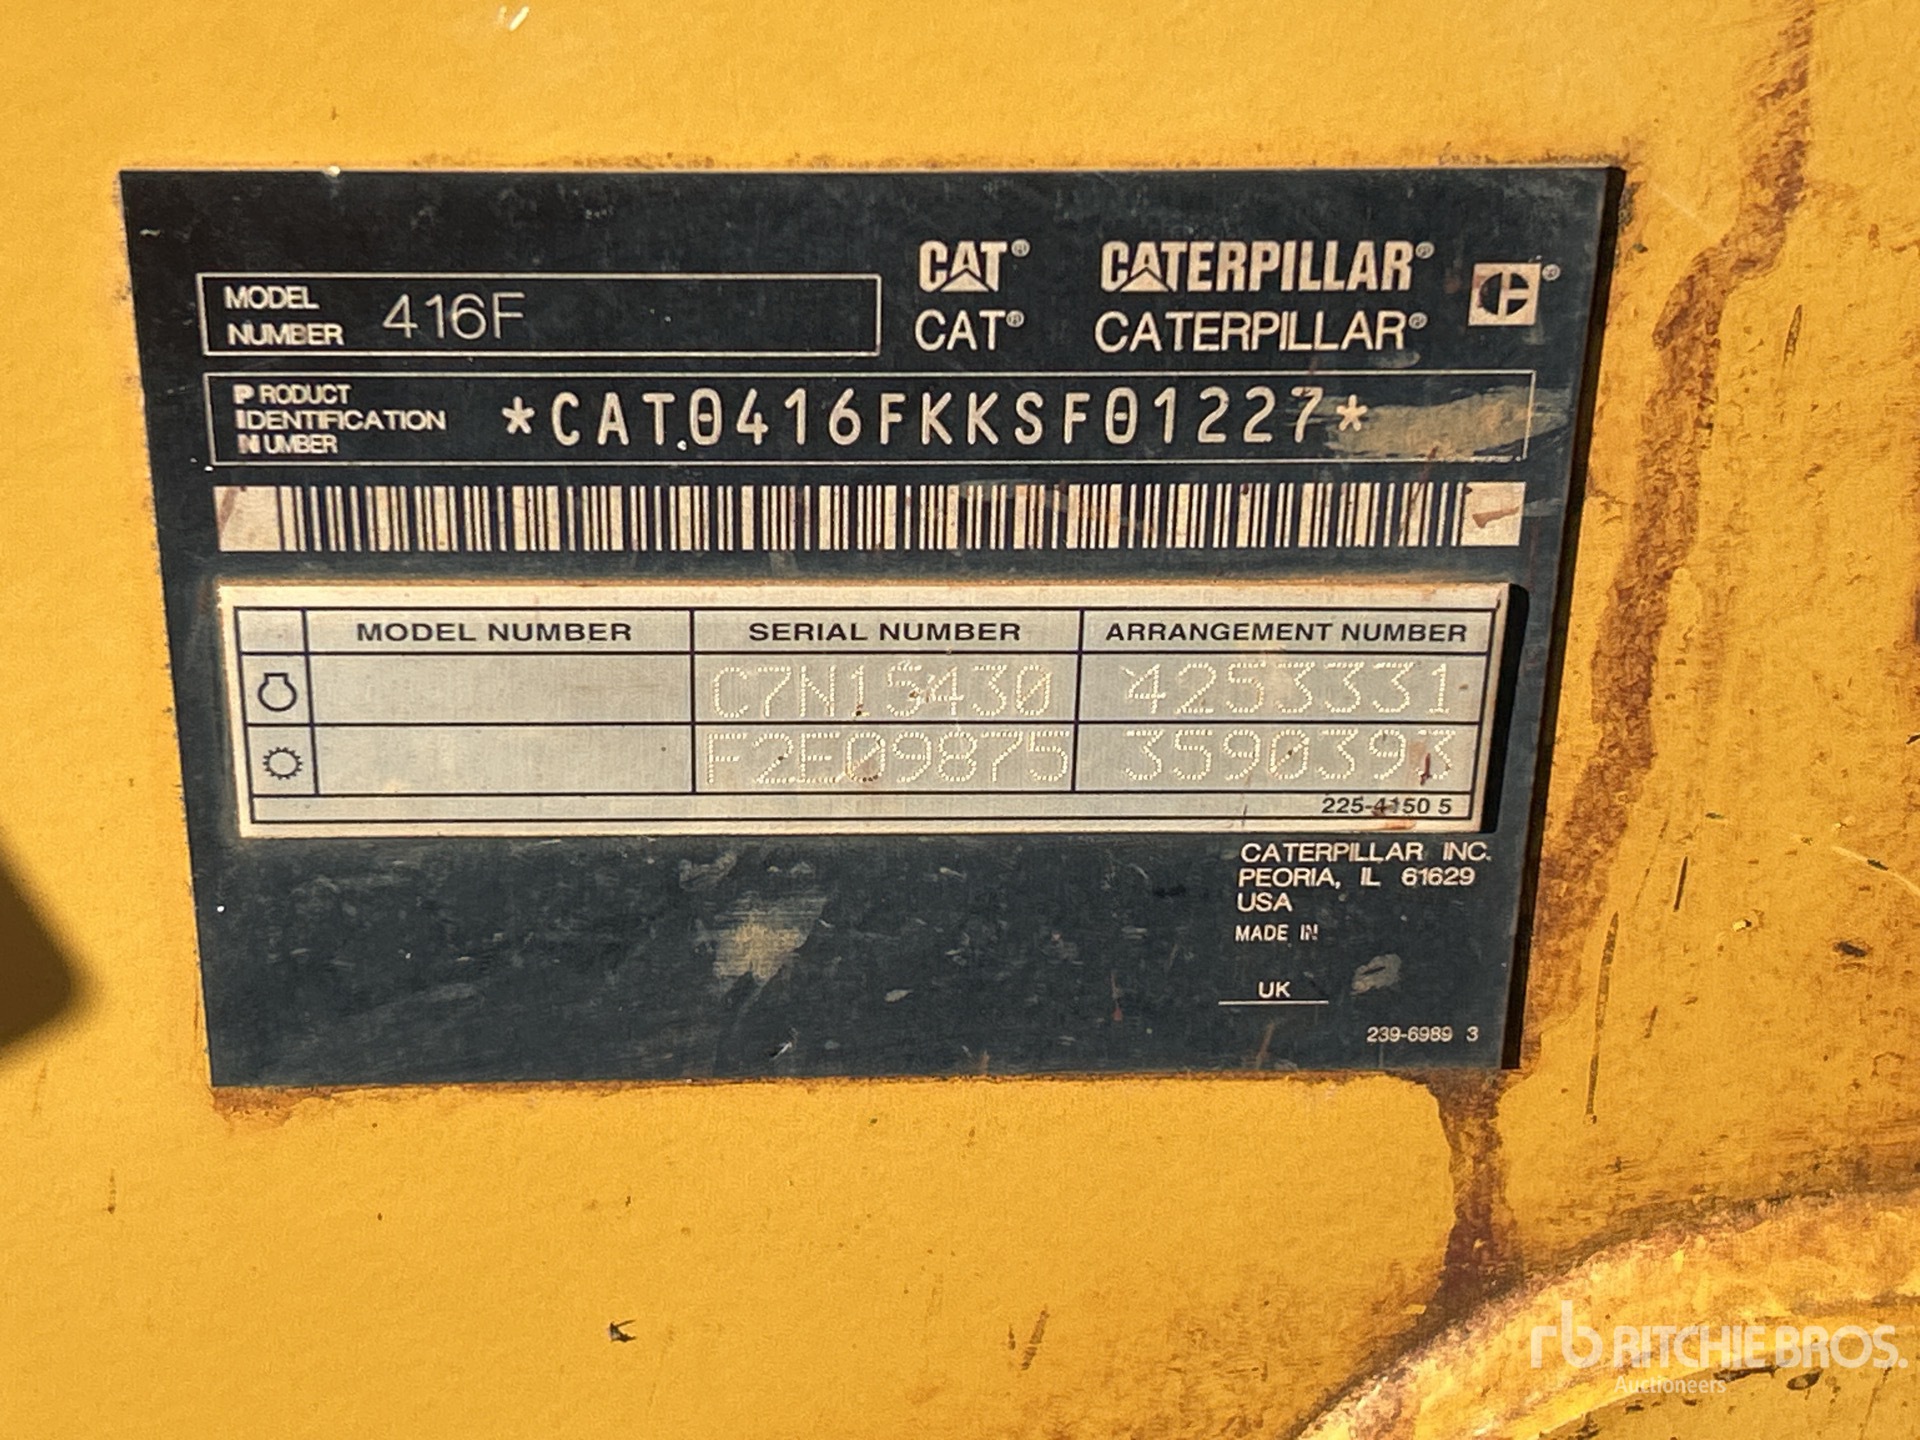 CAT® CATERPILLAR®
MODEL NUMBER 416F
CAT® CATERPILLAR®
PRODUCT IDENTIFICATION NUMBER *CAT0416FKKSF01227*
MODEL NUMBER SERIAL NUMBER ARRANGEMENT NUMBER
C7N15430 4253331
F2E09875 3590393
225-4150 5
CATERPILLAR INC.
PEORIA, IL 61629
USA
MADE IN
UK
239-6989 3
rb RITCHIE BROS.
Auctioneers